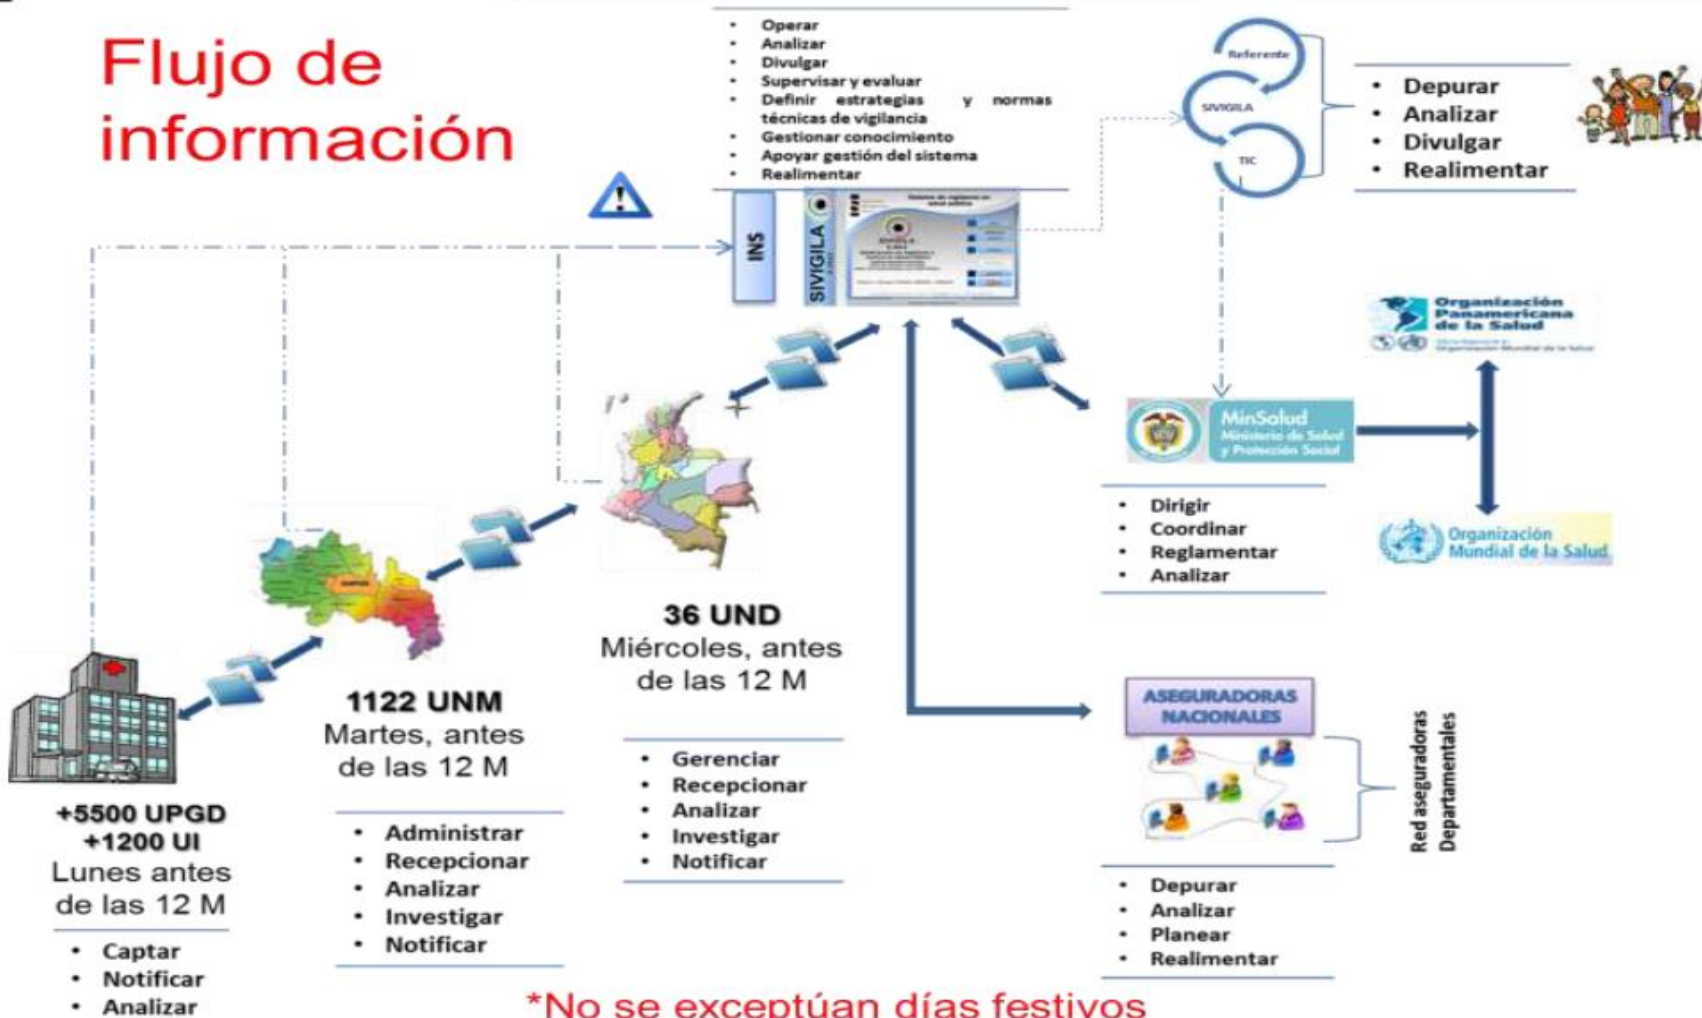 Flujo de
información
• Operar
• Analizar
• Divulgar
• Supervisar y evaluar
• Definir estrategias y normas
técnicas de vigilancia
• Gestionar conocimiento
• Apoyar gestión del sistema
• Realimentar
Referente
SIVIGILA
TIC
• Depurar
• Analizar
• Divulgar
• Realimentar
INS
SIVIGILA
Organización
Panamericana
de la Salud
MinSalud
Ministerio de Salud
y Protección Social
• Dirigir
• Coordinar
• Reglamentar
• Analizar
Organización
Mundial de la Salud
36 UND
Miércoles, antes
de las 12 M
• Gerenciar
• Recepcionar
• Analizar
• Investigar
• Notificar
1122 UNM
Martes, antes
de las 12 M
• Administrar
• Recepcionar
• Analizar
• Investigar
• Notificar
+5500 UPGD
+1200 UI
Lunes antes
de las 12 M
• Captar
• Notificar
• Analizar
ASEGURADORAS
NACIONALES
Red aseguradoras
Departamentales
• Depurar
• Analizar
• Planear
• Realimentar
*No se exceptúan días festivos